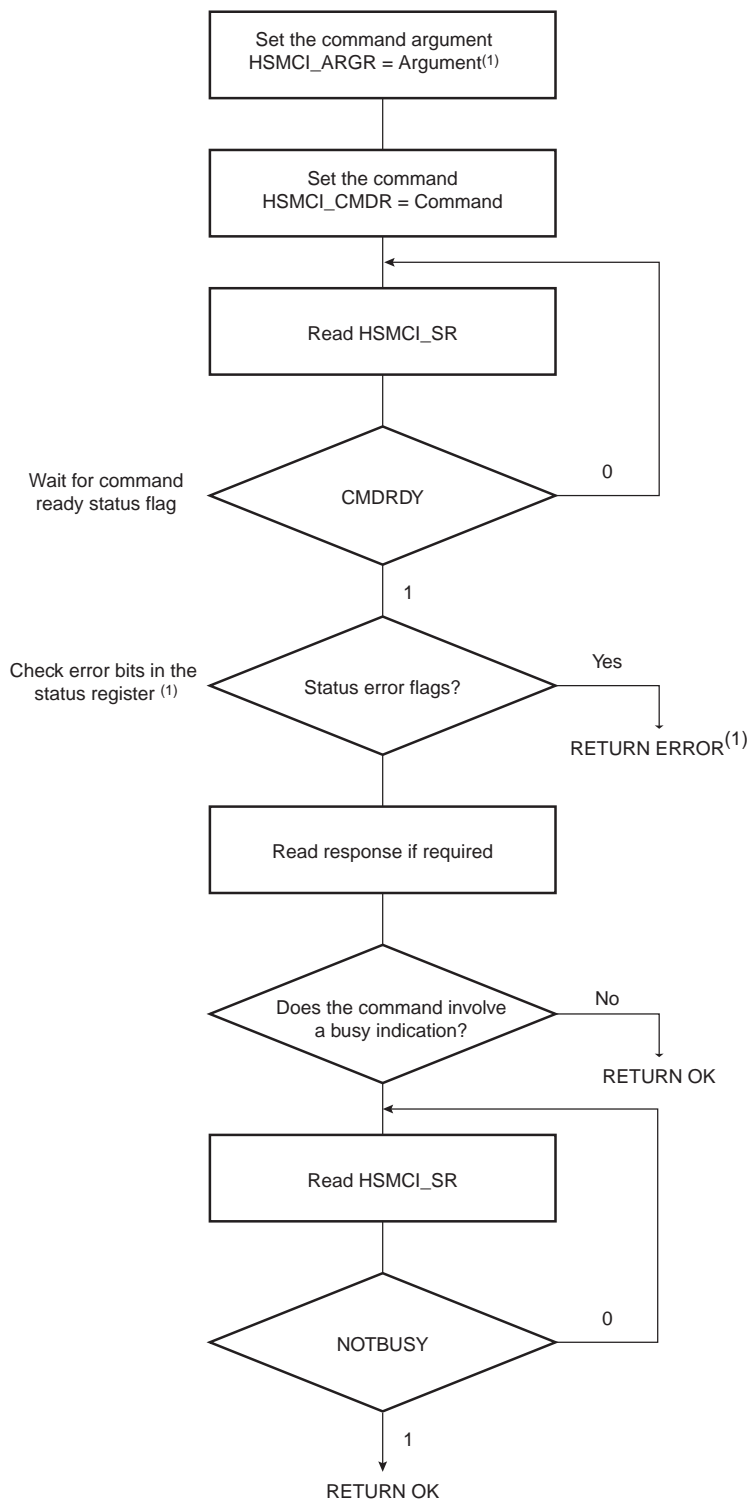 Set the command argument
HSMCI_ARGR = Argument(1)
Set the command
HSMCI_CMDR = Command
Read HSMCI_SR
Wait for command
ready status flag
CMDRDY
0
1
Check error bits in the
status register (1)
Status error flags?
Yes
RETURN ERROR(1)
Read response if required
Does the command involve
a busy indication?
No
RETURN OK
Read HSMCI_SR
NOTBUSY
0
1
RETURN OK